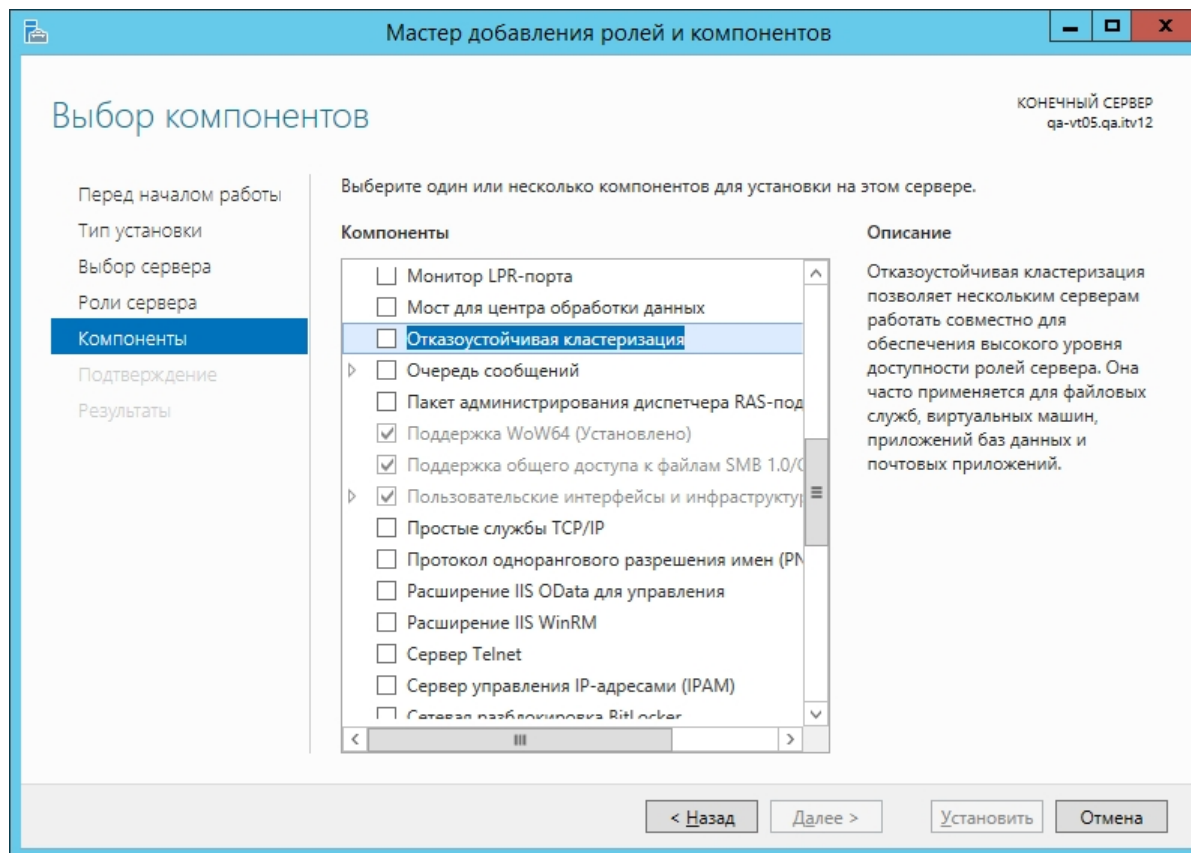 Мастер добавления ролей и компонентов
Выбор компонентов
КОНЕЧНЫЙ СЕРВЕР
qa-vt05.qa.itv12
Перед началом работы
Тип установки
Выбор сервера
Роли сервера
Компоненты
Подтверждение
Результаты
Выберите один или несколько компонентов для установки на этом сервере.
Компоненты
Монитор LPR-порта
Мост для центра обработки данных
Отказоустойчивая кластеризация
Очередь сообщений
Пакет администрирования диспетчера RAS-под
Поддержка WoW64 (Установлено)
Поддержка общего доступа к файлам SMB 1.0/C
Пользовательские интерфейсы и инфраструктур
Простые службы TCP/IP
Протокол однорангового разрешения имен (PN
Расширение IIS OData для управления
Расширение IIS WinRM
Сервер Telnet
Сервер управления IP-адресами (IPAM)
Сетевая разблокировка BitLocker
Описание
Отказоустойчивая кластеризация
позволяет нескольким серверам
работать совместно для
обеспечения высокого уровня
доступности ролей сервера. Она
часто применяется для файловых
служб, виртуальных машин,
приложений баз данных и
почтовых приложений.
< Назад
Далее >
Установить
Отмена